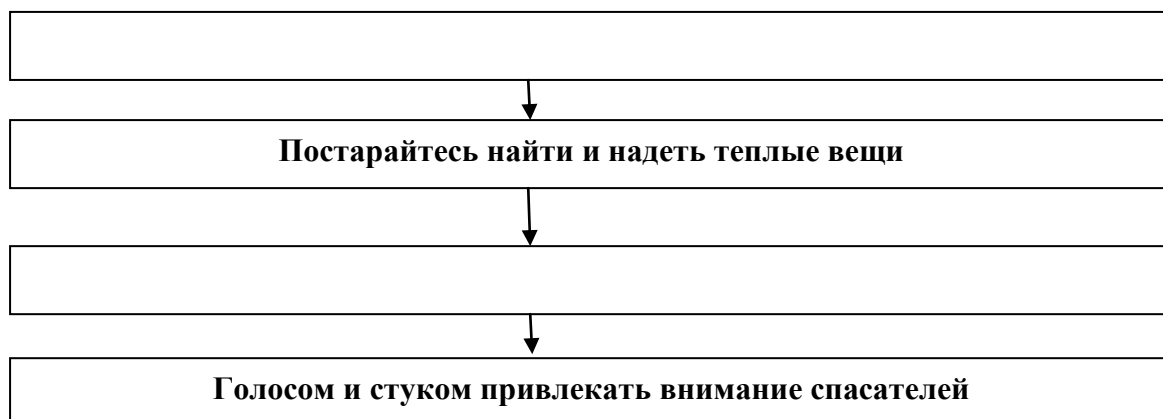 Постарайтесь найти и надеть теплые вещи
Голосом и стуком привлекать внимание спасателей